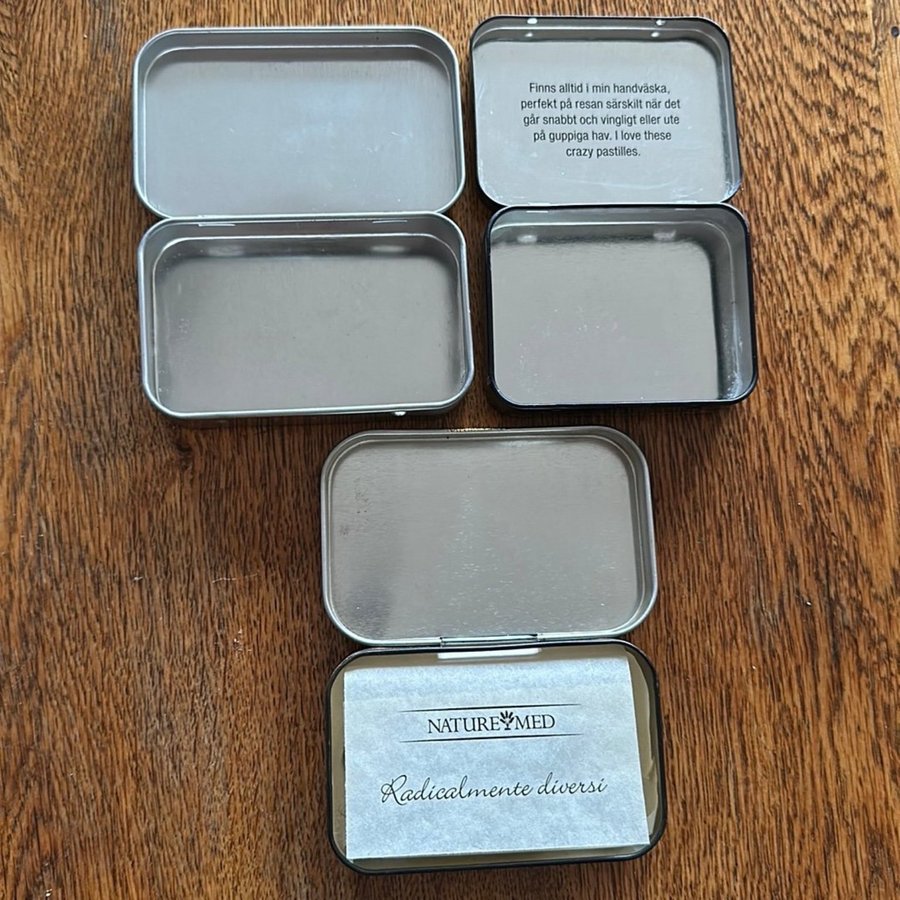 Finns alltid i min handväska,
perfekt på resan särskilt när det
går snabbt och vingligt eller ute
på guppiga hav. I love these
crazy pastilles.
NATURE MED
Radicalmente diversi